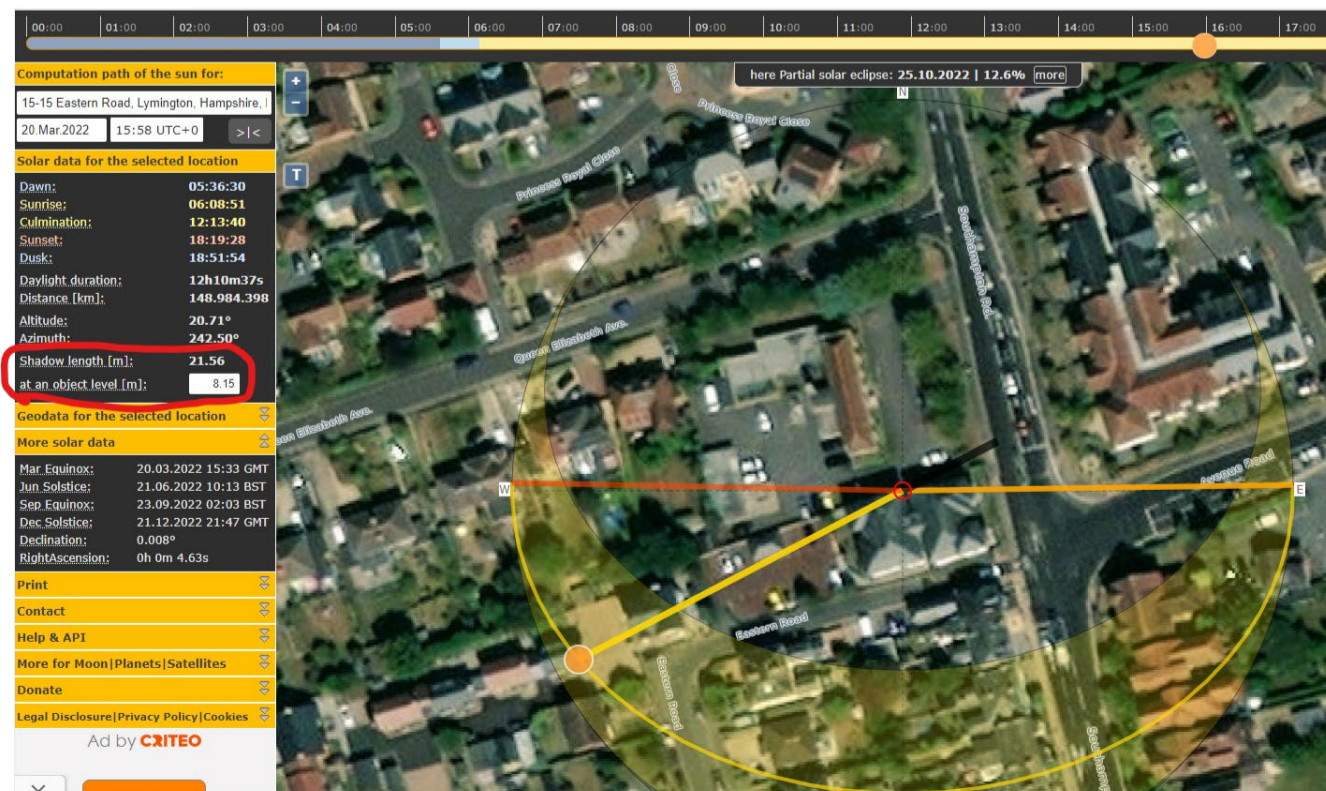 00:00 01:00 02:00 03:00 04:00 05:00 06:00 07:00 08:00 09:00 10:00 11:00 12:00 13:00 14:00 15:00 16:00 17:00
Computation path of the sun for:
15-15 Eastern Road, Lymington, Hampshire,
20.Mar.2022 15:58 UTC+0 >|<
Solar data for the selected location
Dawn: 05:36:30
Sunrise: 06:08:51
Culmination: 12:13:40
Sunset: 18:19:28
Dusk: 18:51:54
Daylight duration: 12h10m37s
Distance [km]: 148.984.398
Altitude: 20.71°
Azimuth: 242.50°
Shadow length [m]: 21.56
at an object level [m]: 8.15
Geodata for the selected location
More solar data
Mar Equinox: 20.03.2022 15:33 GMT
Jun Solstice: 21.06.2022 10:13 BST
Sep Equinox: 23.09.2022 02:03 BST
Dec Solstice: 21.12.2022 21:47 GMT
Declination: 0.008°
RightAscension: 0h 0m 4.63s
Print
Contact
Help & API
More for Moon|Planets|Satellites
Donate
Legal Disclosure|Privacy Policy|Cookies
Ad by CRITEO
+
-
T
here Partial solar eclipse: 25.10.2022 | 12.6% more
N
Close
Princess Royal Close
Princess Royal Close
Southampton Rd.
Queen Elizabeth Ave.
Queen Elizabeth Ave.
Avenue Road
W
E
Eastern Road
Eastern Road
Southamp